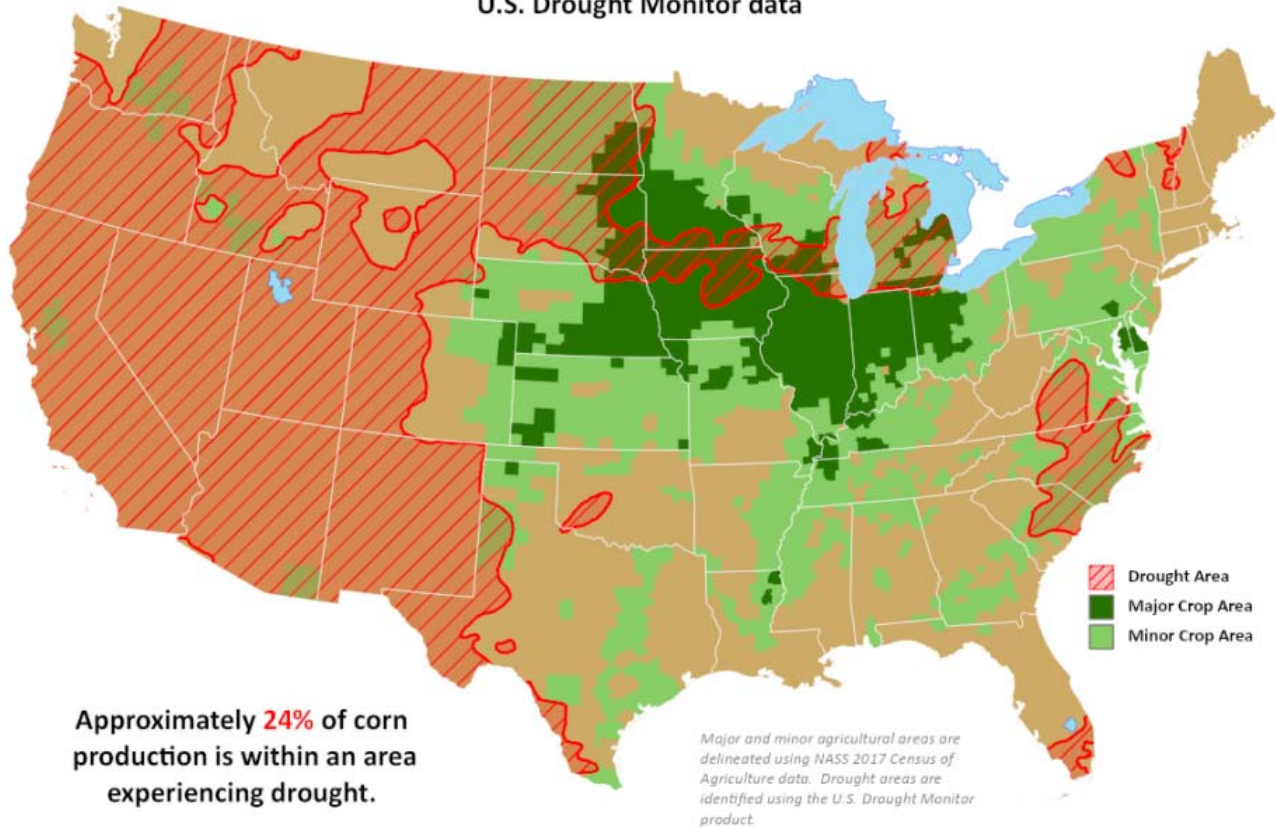 U.S. Drought Monitor data
Drought Area
Major Crop Area
Minor Crop Area
Approximately 24% of corn
production is within an area
experiencing drought.
Major and minor agricultural areas are
delineated using NASS 2017 Census of
Agriculture data. Drought areas are
identified using the U.S. Drought Monitor
product.